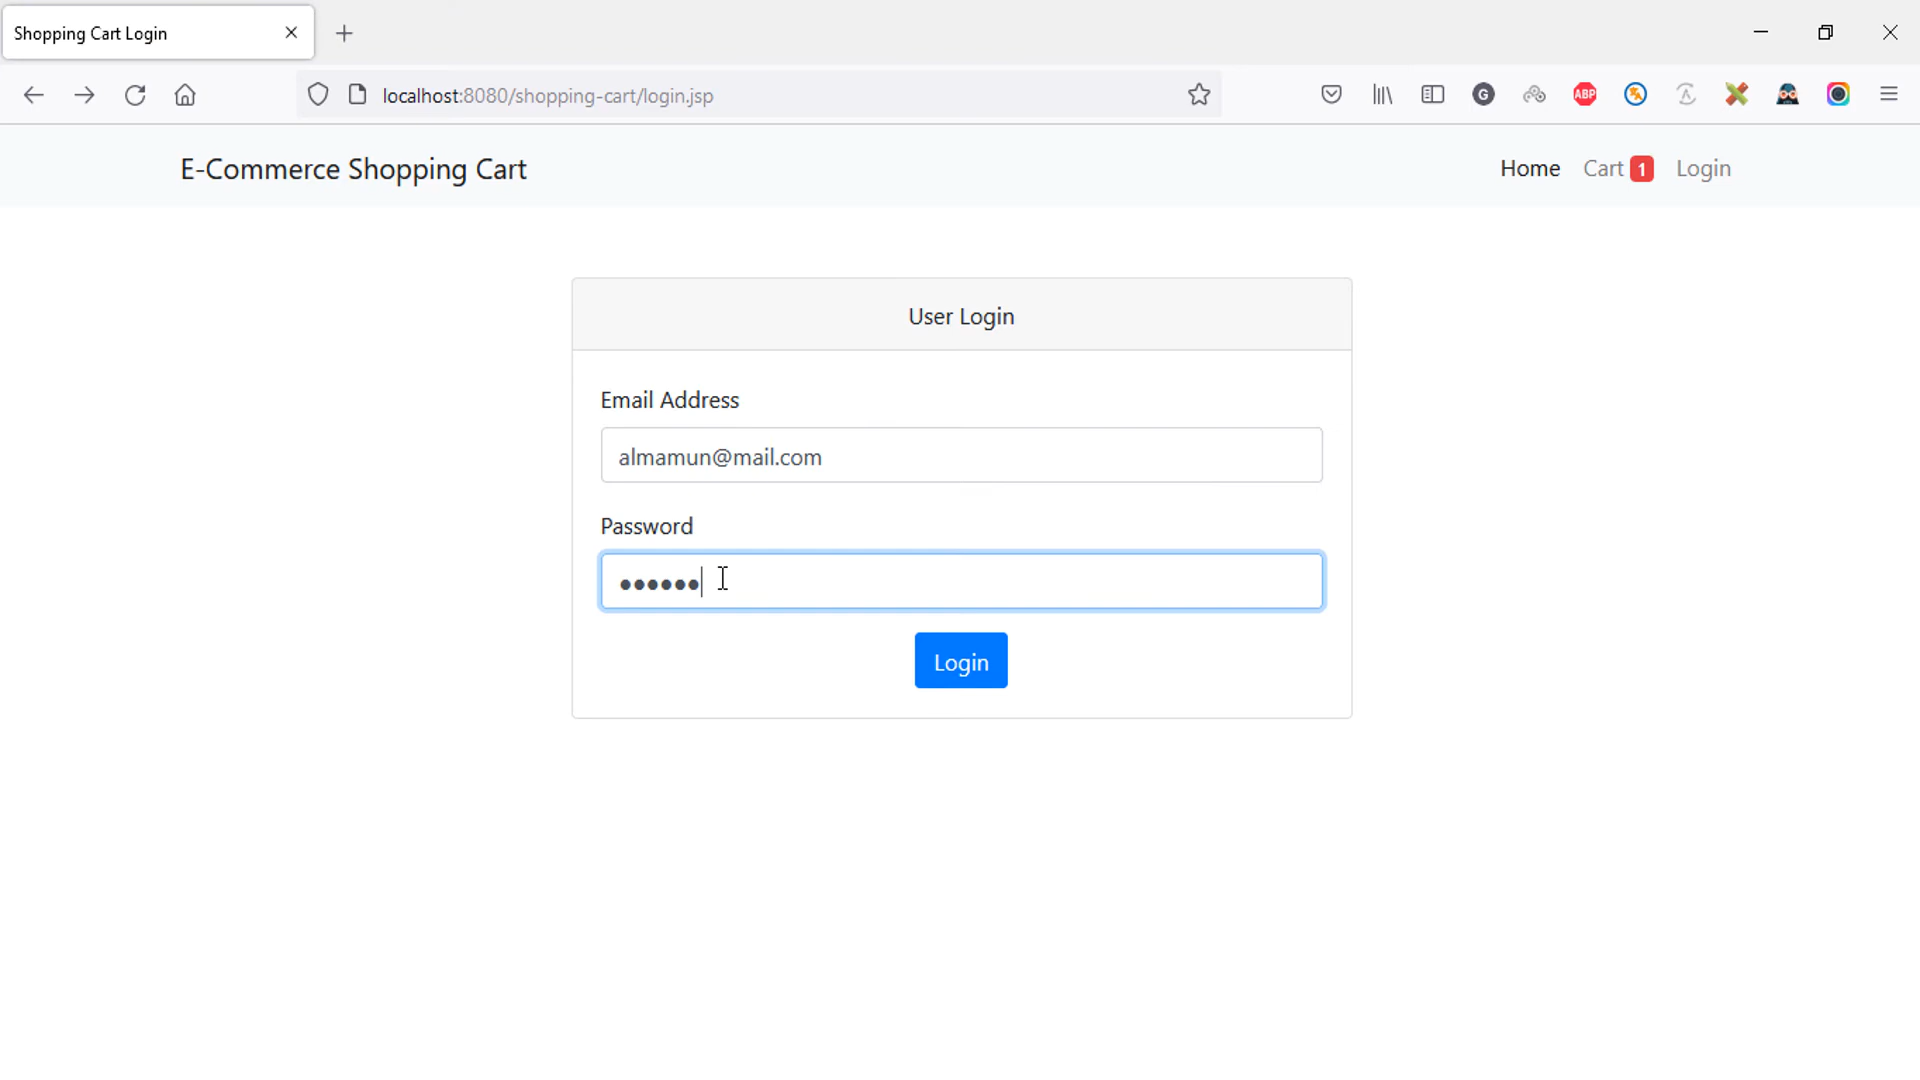 Shopping Cart Login
localhost:8080/shopping-cart/login.jsp
G
ABP
E-Commerce Shopping Cart
Home Cart 1 Login
User Login
Email Address
almamun@mail.com
Password
●●●●●●
Login